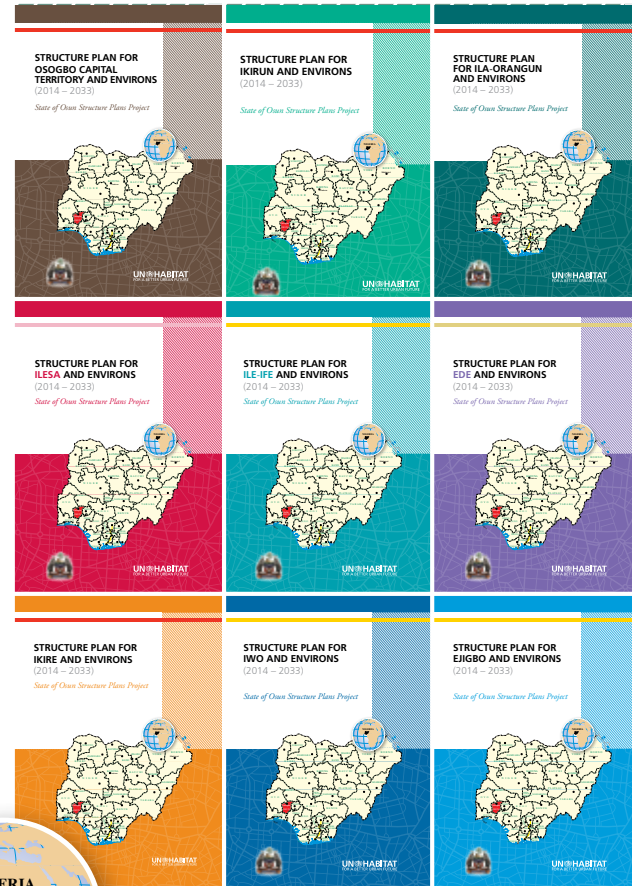 STRUCTURE PLAN FOR
OSOGBO CAPITAL
TERRITORY AND ENVIRONS
(2014 – 2033)
State of Osun Structure Plans Project
UN HABITAT
FOR A BETTER URBAN FUTURE
STRUCTURE PLAN FOR
IKIRUN AND ENVIRONS
(2014 – 2033)
State of Osun Structure Plans Project
UN HABITAT
FOR A BETTER URBAN FUTURE
STRUCTURE PLAN
FOR ILA-ORANGUN
AND ENVIRONS
(2014 – 2033)
State of Osun Structure Plans Project
UN HABITAT
FOR A BETTER URBAN FUTURE
STRUCTURE PLAN FOR
ILESA AND ENVIRONS
(2014 – 2033)
State of Osun Structure Plans Project
UN HABITAT
FOR A BETTER URBAN FUTURE
STRUCTURE PLAN FOR
ILE-IFE AND ENVIRONS
(2014 – 2033)
State of Osun Structure Plans Project
UN HABITAT
FOR A BETTER URBAN FUTURE
STRUCTURE PLAN FOR
EDE AND ENVIRONS
(2014 – 2033)
State of Osun Structure Plans Project
UN HABITAT
FOR A BETTER URBAN FUTURE
STRUCTURE PLAN FOR
IKIRE AND ENVIRONS
(2014 – 2033)
State of Osun Structure Plans Project
UN HABITAT
FOR A BETTER URBAN FUTURE
STRUCTURE PLAN FOR
IWO AND ENVIRONS
(2014 – 2033)
State of Osun Structure Plans Project
UN HABITAT
FOR A BETTER URBAN FUTURE
STRUCTURE PLAN FOR
EJIGBO AND ENVIRONS
(2014 – 2033)
State of Osun Structure Plans Project
UN HABITAT
FOR A BETTER URBAN FUTURE
ERIA